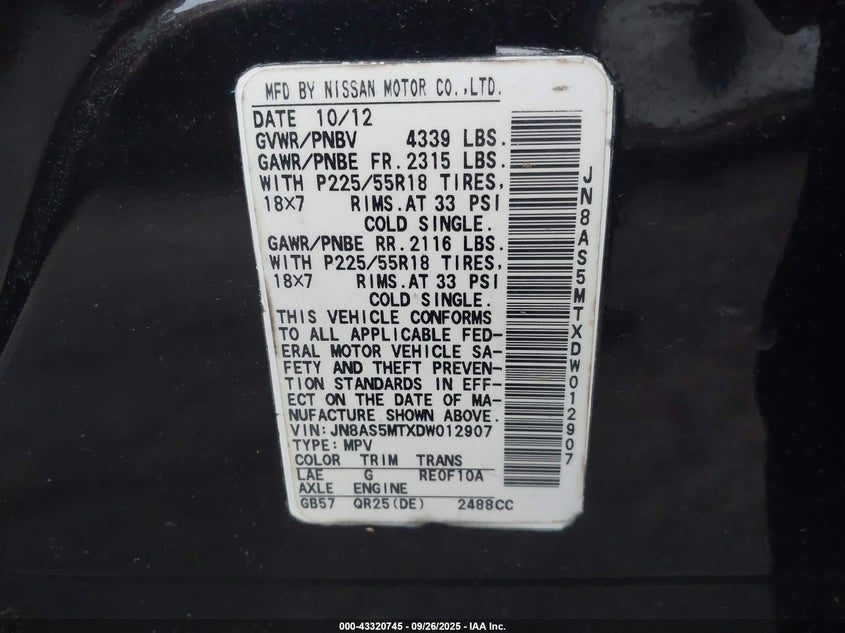 MFD BY NISSAN MOTOR CO.,LTD.
DATE 10/12
GVWR/PNBV 4339 LBS.
GAWR/PNBE FR.2315 LBS.
WITH P225/55R18 TIRES,
18X7 RIMS.AT 33 PSI
COLD SINGLE.
GAWR/PNBE RR.2116 LBS.
WITH P225/55R18 TIRES,
18X7 RIMS.AT 33 PSI
COLD SINGLE.
THIS VEHICLE CONFORMS
TO ALL APPLICABLE FED-
ERAL MOTOR VEHICLE SA-
FETY AND THEFT PREVEN-
TION STANDARDS IN EFF-
ECT ON THE DATE OF MA-
NUFACTURE SHOWN ABOVE.
VIN:JN8AS5MTXDW012907
TYPE:MPV
COLOR TRIM TRANS
LAE G RE0F10A
AXLE ENGINE
GB57 QR25(DE) 2488CC
JN8AS5MTXDW012907
000-43320745 - 09/26/2025 - IAA Inc.